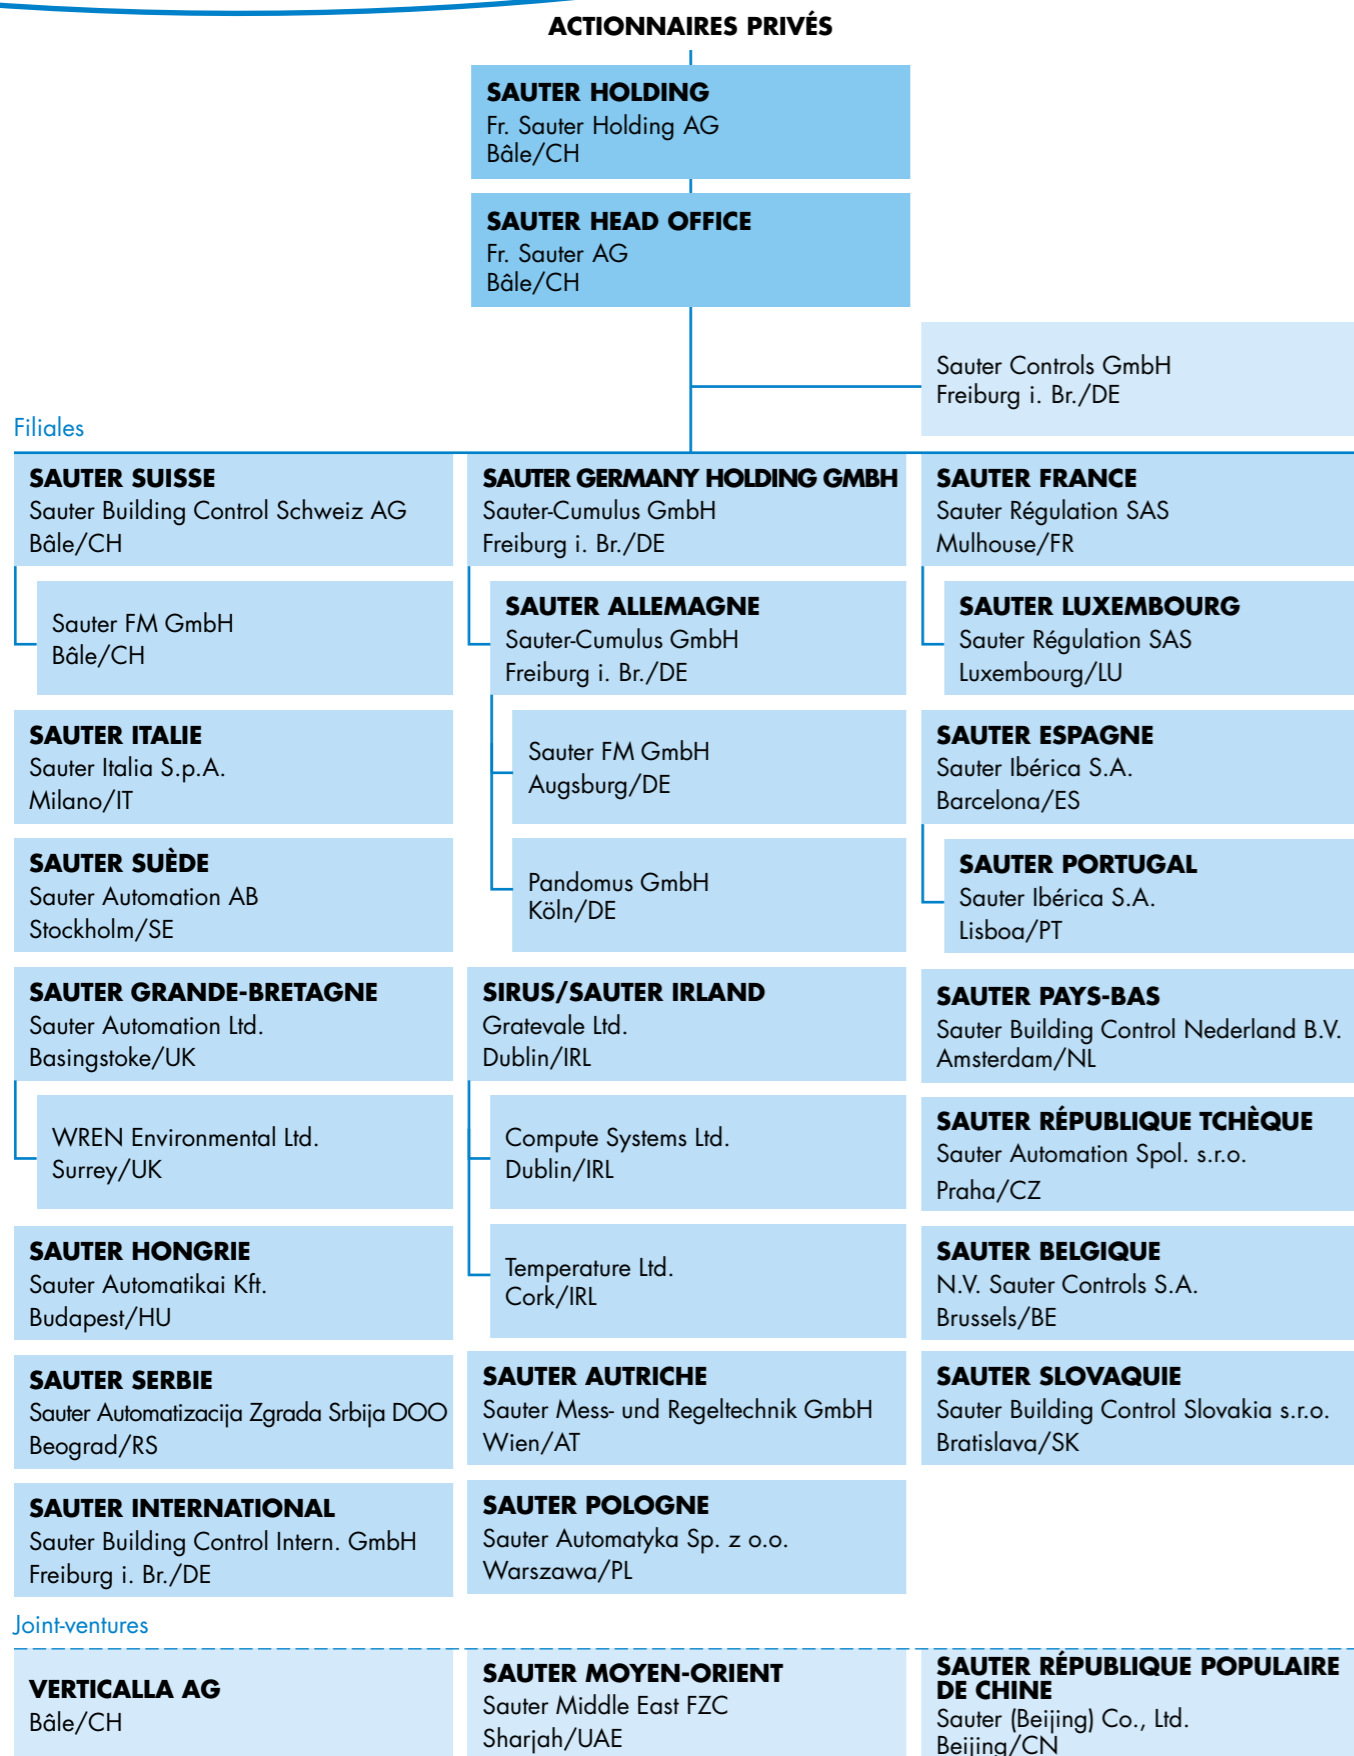 ACTIONNAIRES PRIVÉS
SAUTER HOLDING
Fr. Sauter Holding AG
Bâle/CH
SAUTER HEAD OFFICE
Fr. Sauter AG
Bâle/CH
Sauter Controls GmbH
Freiburg i. Br./DE
Filiales
SAUTER SUISSE
Sauter Building Control Schweiz AG
Bâle/CH
Sauter FM GmbH
Bâle/CH
SAUTER ITALIE
Sauter Italia S.p.A.
Milano/IT
SAUTER SUÈDE
Sauter Automation AB
Stockholm/SE
SAUTER GRANDE-BRETAGNE
Sauter Automation Ltd.
Basingstoke/UK
WREN Environmental Ltd.
Surrey/UK
SAUTER HONGRIE
Sauter Automatikai Kft.
Budapest/HU
SAUTER SERBIE
Sauter Automatizacija Zgrada Srbija DOO
Beograd/RS
SAUTER INTERNATIONAL
Sauter Building Control Intern. GmbH
Freiburg i. Br./DE
SAUTER GERMANY HOLDING GMBH
Sauter-Cumulus GmbH
Freiburg i. Br./DE
SAUTER ALLEMAGNE
Sauter-Cumulus GmbH
Freiburg i. Br./DE
Sauter FM GmbH
Augsburg/DE
Pandomus GmbH
Köln/DE
SIRUS/SAUTER IRLAND
Gratevale Ltd.
Dublin/IRL
Compute Systems Ltd.
Dublin/IRL
Temperature Ltd.
Cork/IRL
SAUTER AUTRICHE
Sauter Mess- und Regeltechnik GmbH
Wien/AT
SAUTER POLOGNE
Sauter Automatyka Sp. z o.o.
Warszawa/PL
SAUTER FRANCE
Sauter Régulation SAS
Mulhouse/FR
SAUTER LUXEMBOURG
Sauter Régulation SAS
Luxembourg/LU
SAUTER ESPAGNE
Sauter Ibérica S.A.
Barcelona/ES
SAUTER PORTUGAL
Sauter Ibérica S.A.
Lisboa/PT
SAUTER PAYS-BAS
Sauter Building Control Nederland B.V.
Amsterdam/NL
SAUTER RÉPUBLIQUE TCHÈQUE
Sauter Automation Spol. s.r.o.
Praha/CZ
SAUTER BELGIQUE
N.V. Sauter Controls S.A.
Brussels/BE
SAUTER SLOVAQUIE
Sauter Building Control Slovakia s.r.o.
Bratislava/SK
Joint-ventures
VERTICALLA AG
Bâle/CH
SAUTER MOYEN-ORIENT
Sauter Middle East FZC
Sharjah/UAE
SAUTER RÉPUBLIQUE POPULAIRE
DE CHINE
Sauter (Beijing) Co., Ltd.
Beijing/CN